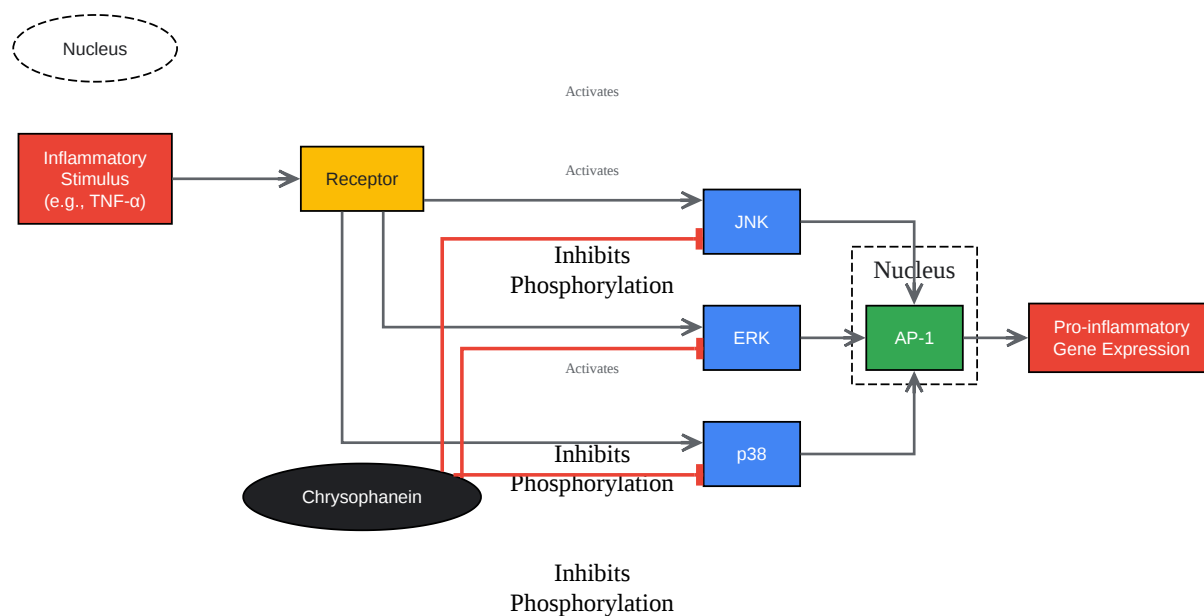 Nucleus
Activates
Inflammatory
Stimulus
(e.g., TNF-α)
Receptor
Activates
JNK
Inhibits
Phosphorylation
Nucleus
ERK
AP-1
Pro-inflammatory
Gene Expression
Activates
p38
Inhibits
Phosphorylation
Chrysophanein
Inhibits
Phosphorylation